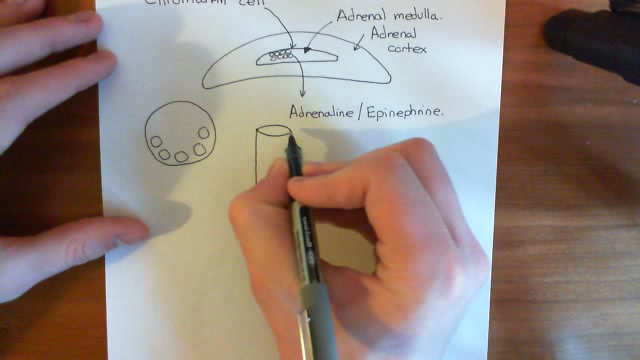 Chromaffin cell
Adrenal medulla.
Adrenal
cortex
Adrenaline/Epinephrine.